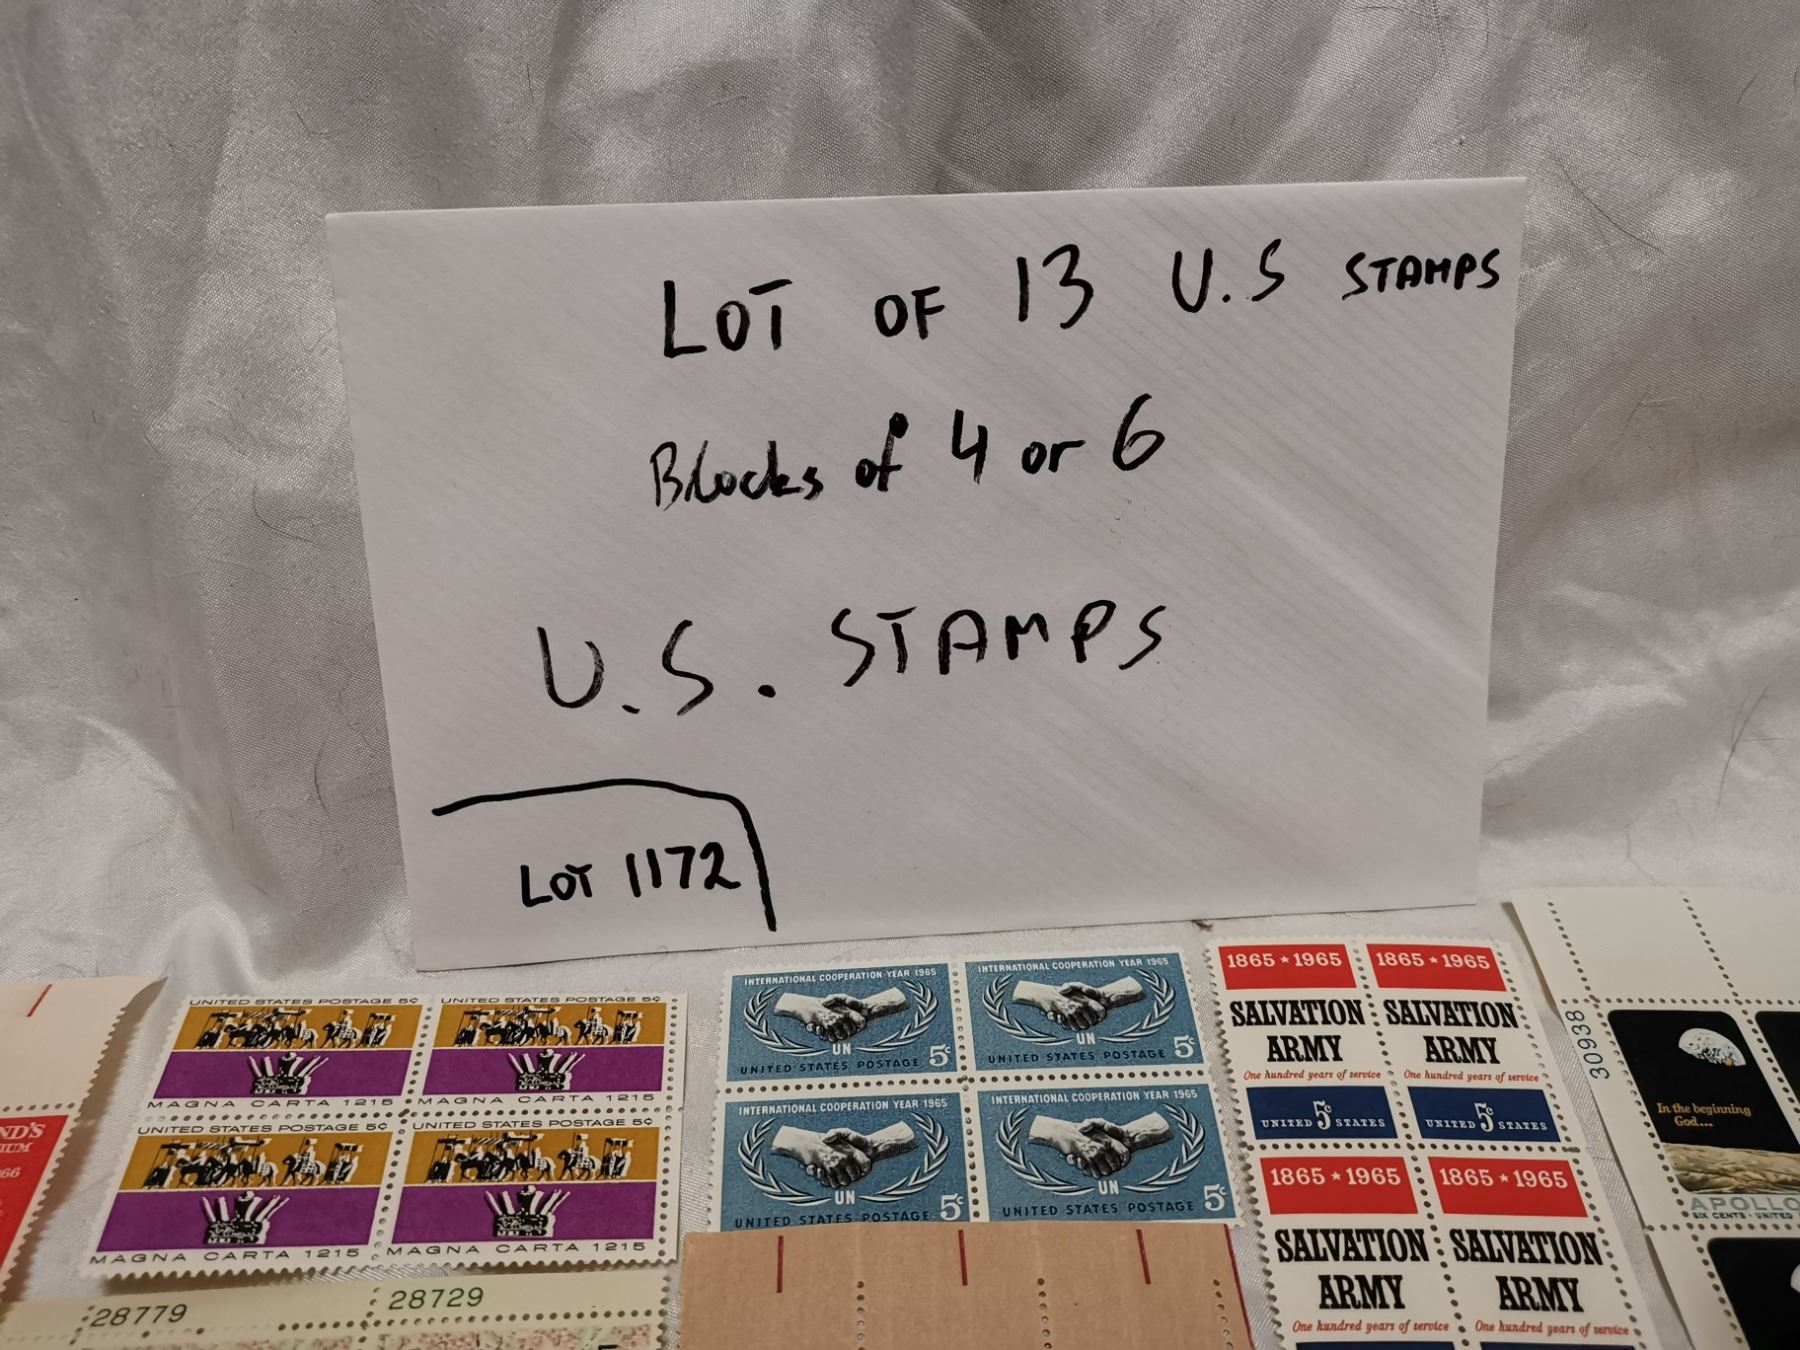 LOT OF 13 U.S STAMPS
Blocks of 4 or 6
U.S. STAMPS
LOT 1172
UNITED STATES POSTAGE 5¢
MAGNA CARTA 1215
UNITED STATES POSTAGE 5¢
MAGNA CARTA 1215
UNITED STATES POSTAGE 5¢
MAGNA CARTA 1215
UNITED STATES POSTAGE 5¢
MAGNA CARTA 1215
INTERNATIONAL COOPERATION YEAR 1965
UN
5¢
UNITED STATES POSTAGE
INTERNATIONAL COOPERATION YEAR 1965
UN
5¢
UNITED STATES POSTAGE
INTERNATIONAL COOPERATION YEAR 1965
UN
5¢
UNITED STATES POSTAGE
INTERNATIONAL COOPERATION YEAR 1965
UN
5¢
UNITED STATES POSTAGE
1865 ★ 1965
SALVATION
ARMY
One hundred years of service
UNITED 5¢ STATES
1865 ★ 1965
SALVATION
ARMY
One hundred years of service
UNITED 5¢ STATES
1865 ★ 1965
SALVATION
ARMY
One hundred years of service
1865 ★ 1965
SALVATION
ARMY
One hundred years of service
30938
In the beginning
God...
APOLLO
SIX CENTS · UNITED
ND'S
66
28779
28729